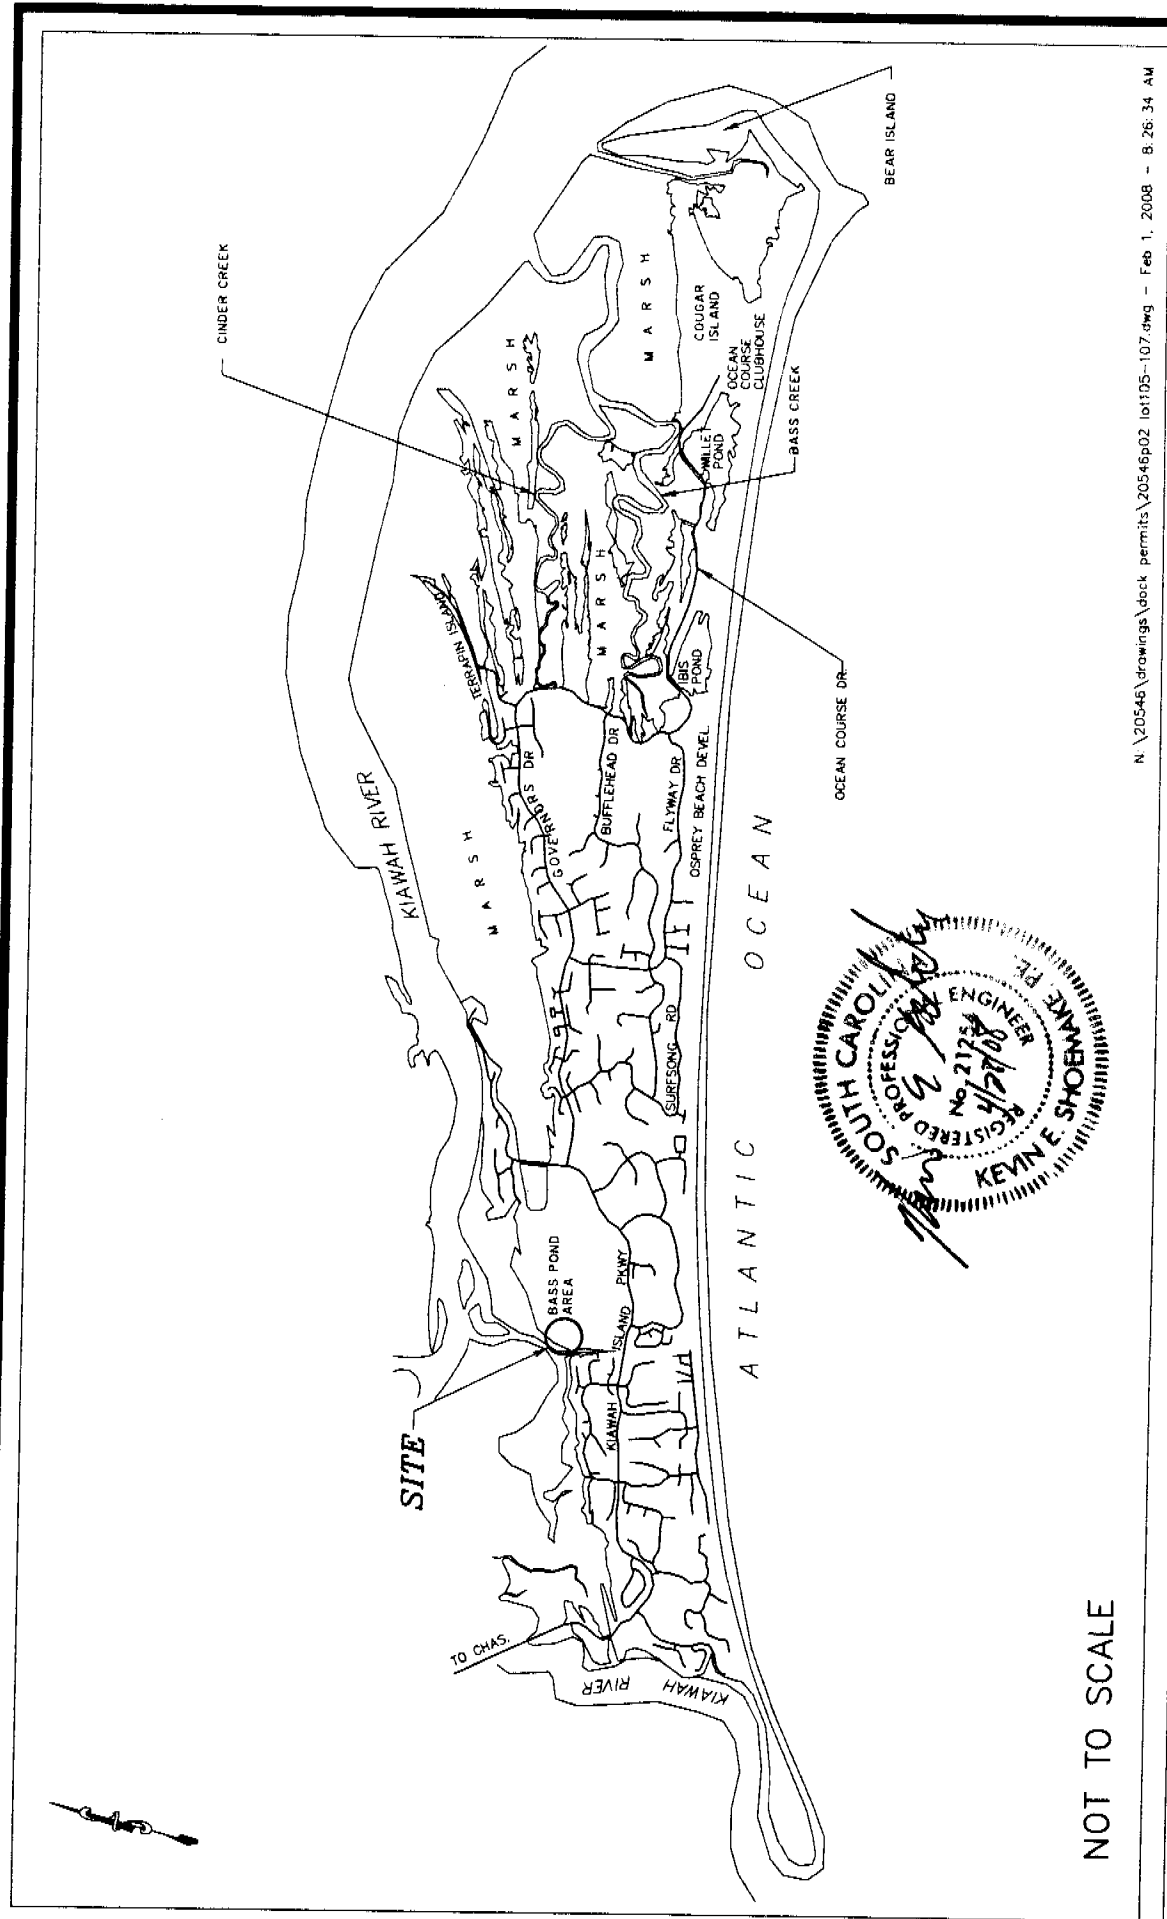 CINDER CREEK
BEAR ISLAND
KIAWAH RIVER
MARSH
TERRAPIN ISLAND
MARSH
MARSH
MARSH
COUGAR
ISLAND
OCEAN
COURSE
CLUBHOUSE
WILLET
POND
BASS CREEK
IBIS
POND
OCEAN COURSE DR.
GOVERNORS DR
BUFFLEHEAD DR
FLYWAY DR
OSPREY BEACH DEVEL
SURFSONG RD
BASS POND
AREA
SITE
KIAWAH ISLAND PKWY
TO CHAS.
KIAWAH RIVER
ATLANTIC OCEAN
SOUTH CAROLINA
REGISTERED PROFESSIONAL ENGINEER
No. 21254
4/28/08
KEVIN E. SHOEMAKE, P.E.
NOT TO SCALE
N:\20546\drawings\dock permits\20546p02 lot105-107.dwg - Feb 1, 2008 - 8:26:34 AM